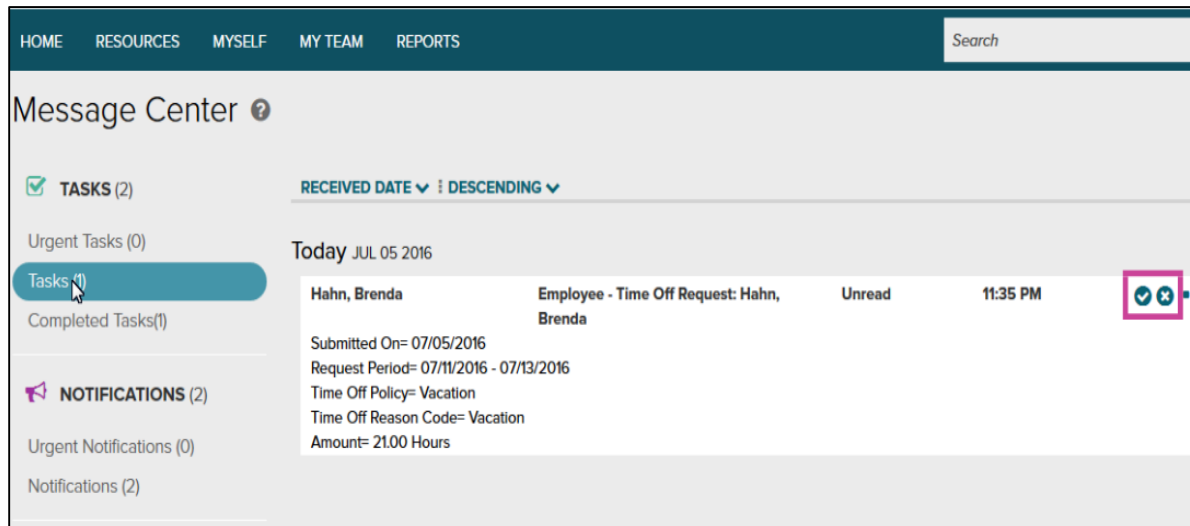 HOME RESOURCES MYSELF MY TEAM REPORTS Search
Message Center ?
TASKS (2)
Urgent Tasks (0)
Tasks (1)
Completed Tasks(1)
NOTIFICATIONS (2)
Urgent Notifications (0)
Notifications (2)
RECEIVED DATE DESCENDING
Today JUL 05 2016
Hahn, Brenda Employee - Time Off Request: Hahn, Unread 11:35 PM
Brenda
Submitted On= 07/05/2016
Request Period= 07/11/2016 - 07/13/2016
Time Off Policy= Vacation
Time Off Reason Code= Vacation
Amount= 21.00 Hours